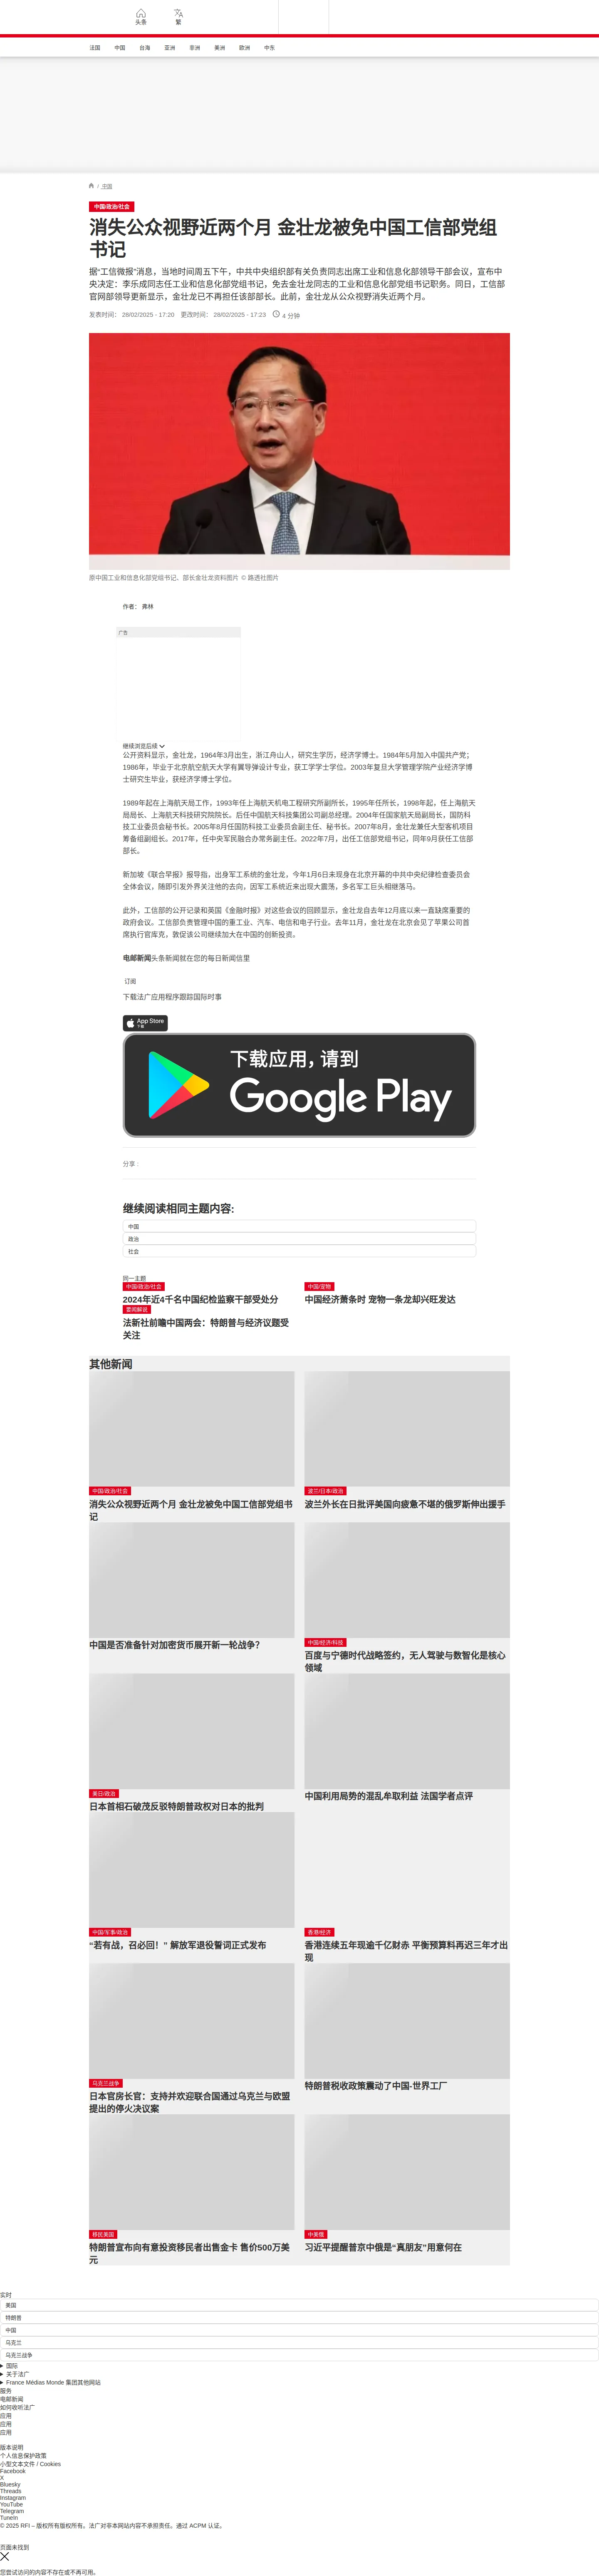 头条
繁
法国 中国 台海 亚洲 非洲 美洲 欧洲 中东
/ 中国
中国/政治/社会
消失公众视野近两个月 金壮龙被免中国工信部党组
书记
据“工信微报”消息，当地时间周五下午，中共中央组织部有关负责同志出席工业和信息化部领导干部会议，宣布中
央决定：李乐成同志任工业和信息化部党组书记，免去金壮龙同志的工业和信息化部党组书记职务。同日，工信部
官网部领导更新显示，金壮龙已不再担任该部部长。此前，金壮龙从公众视野消失近两个月。
发表时间： 28/02/2025 - 17:20 更改时间： 28/02/2025 - 17:23 4 分钟
原中国工业和信息化部党组书记、部长金壮龙资料图片 © 路透社图片
作者： 弗林
广告
继续浏览后续
公开资料显示，金壮龙，1964年3月出生，浙江舟山人，研究生学历，经济学博士。1984年5月加入中国共产党；
1986年，毕业于北京航空航天大学有翼导弹设计专业，获工学学士学位。2003年复旦大学管理学院产业经济学博
士研究生毕业，获经济学博士学位。
1989年起在上海航天局工作，1993年任上海航天机电工程研究所副所长，1995年任所长，1998年起，任上海航天
局局长、上海航天科技研究院院长。后任中国航天科技集团公司副总经理。2004年任国家航天局副局长，国防科
技工业委员会秘书长。2005年8月任国防科技工业委员会副主任、秘书长。2007年8月，金壮龙兼任大型客机项目
筹备组副组长。2017年，任中央军民融合办常务副主任。2022年7月，出任工信部党组书记，同年9月获任工信部
部长。
新加坡《联合早报》报导指，出身军工系统的金壮龙，今年1月6日未现身在北京开幕的中共中央纪律检查委员会
全体会议，随即引发外界关注他的去向，因军工系统近来出现大震荡，多名军工巨头相继落马。
此外，工信部的公开记录和英国《金融时报》对这些会议的回顾显示，金壮龙自去年12月底以来一直缺席重要的
政府会议。工信部负责管理中国的重工业、汽车、电信和电子行业。去年11月，金壮龙在北京会见了苹果公司首
席执行官库克，敦促该公司继续加大在中国的创新投资。
电邮新闻头条新闻就在您的每日新闻信里
订阅
下载法广应用程序跟踪国际时事
App Store
下载
下载应用，请到
Google Play
分享 :
继续阅读相同主题内容:
中国
政治
社会
同一主题
中国/政治/社会
2024年近4千名中国纪检监察干部受处分
中国/宠物
中国经济萧条时 宠物一条龙却兴旺发达
要闻解说
法新社前瞻中国两会：特朗普与经济议题受
关注
其他新闻
中国/政治/社会
消失公众视野近两个月 金壮龙被免中国工信部党组书
记
波兰/日本/政治
波兰外长在日批评美国向疲惫不堪的俄罗斯伸出援手
中国是否准备针对加密货币展开新一轮战争？
中国/经济/科技
百度与宁德时代战略签约，无人驾驶与数智化是核心
领域
美日/政治
日本首相石破茂反驳特朗普政权对日本的批判
中国利用局势的混乱牟取利益 法国学者点评
中国/军事/政治
“若有战，召必回！" 解放军退役誓词正式发布
香港/经济
香港连续五年现逾千亿财赤 平衡预算料再迟三年才出
现
乌克兰战争
日本官房长官：支持并欢迎联合国通过乌克兰与欧盟
提出的停火决议案
特朗普税收政策震动了中国-世界工厂
移民美国
特朗普宣布向有意投资移民者出售金卡 售价500万美
元
中美俄
习近平提醒普京中俄是“真朋友”用意何在
实时
美国
特朗普
中国
乌克兰
乌克兰战争
国际
关于法广
France Médias Monde 集团其他网站
服务
电邮新闻
如何收听法广
应用
应用
应用
版本说明
个人信息保护政策
小型文本文件 / Cookies
Facebook
X
Bluesky
Threads
Instagram
YouTube
Telegram
TuneIn
© 2025 RFI – 版权所有版权所有。法广对非本网站内容不承担责任。通过 ACPM 认证。
页面未找到
您尝试访问的内容不存在或不再可用。